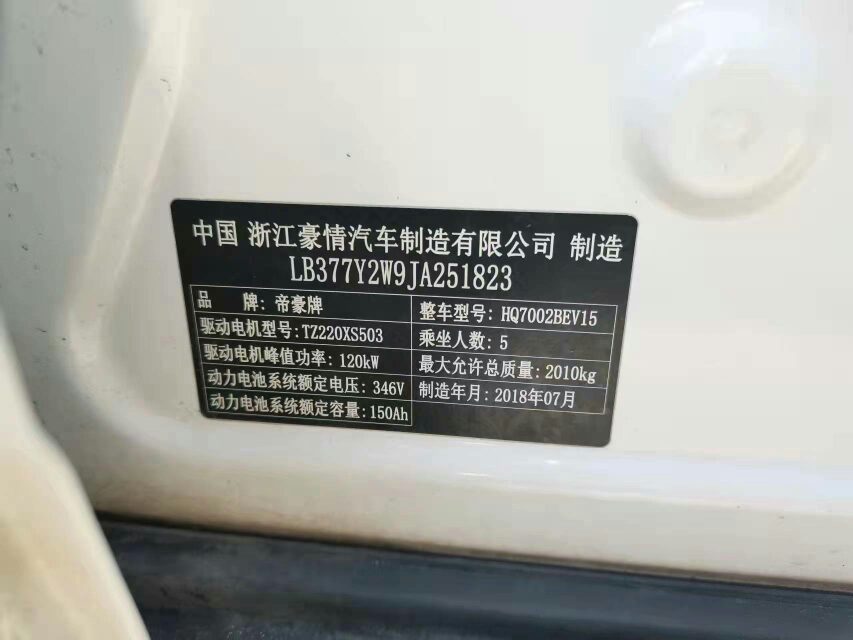 中国 浙江豪情汽车制造有限公司 制造
LB377Y2W9JA251823
品 牌: 帝豪牌
整车型号: HQ7002BEV15
驱动电机型号: TZ220XS503
乘坐人数: 5
驱动电机峰值功率: 120kW
最大允许总质量: 2010kg
动力电池系统额定电压: 346V
制造年月: 2018年07月
动力电池系统额定容量: 150Ah